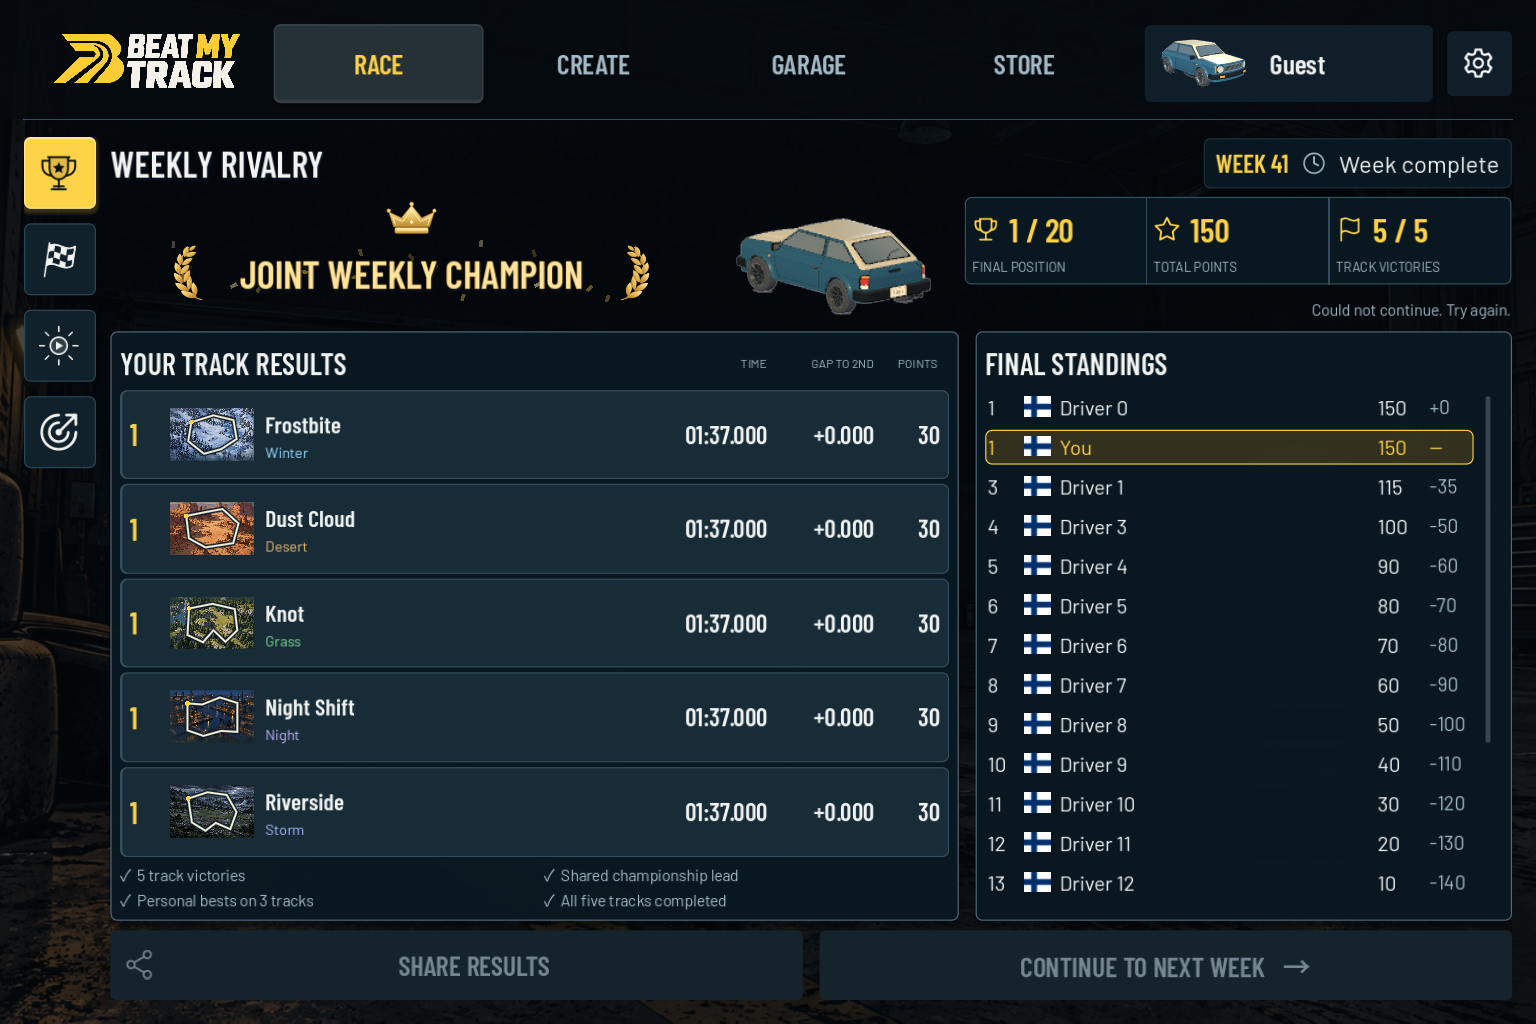 BEAT MY TRACK
RACE
CREATE
GARAGE
STORE
Guest
WEEKLY RIVALRY
WEEK 41 Week complete
JOINT WEEKLY CHAMPION
1 / 20 150 5 / 5
FINAL POSITION TOTAL POINTS TRACK VICTORIES
Could not continue. Try again.
YOUR TRACK RESULTS TIME GAP TO 2ND POINTS
1 Frostbite 01:37.000 +0.000 30
Winter
1 Dust Cloud 01:37.000 +0.000 30
Desert
1 Knot 01:37.000 +0.000 30
Grass
1 Night Shift 01:37.000 +0.000 30
Night
1 Riverside 01:37.000 +0.000 30
Storm
✓ 5 track victories ✓ Shared championship lead
✓ Personal bests on 3 tracks ✓ All five tracks completed
FINAL STANDINGS
1 Driver 0 150 +0
1 You 150 –
3 Driver 1 115 -35
4 Driver 3 100 -50
5 Driver 4 90 -60
6 Driver 5 80 -70
7 Driver 6 70 -80
8 Driver 7 60 -90
9 Driver 8 50 -100
10 Driver 9 40 -110
11 Driver 10 30 -120
12 Driver 11 20 -130
13 Driver 12 10 -140
SHARE RESULTS
CONTINUE TO NEXT WEEK →